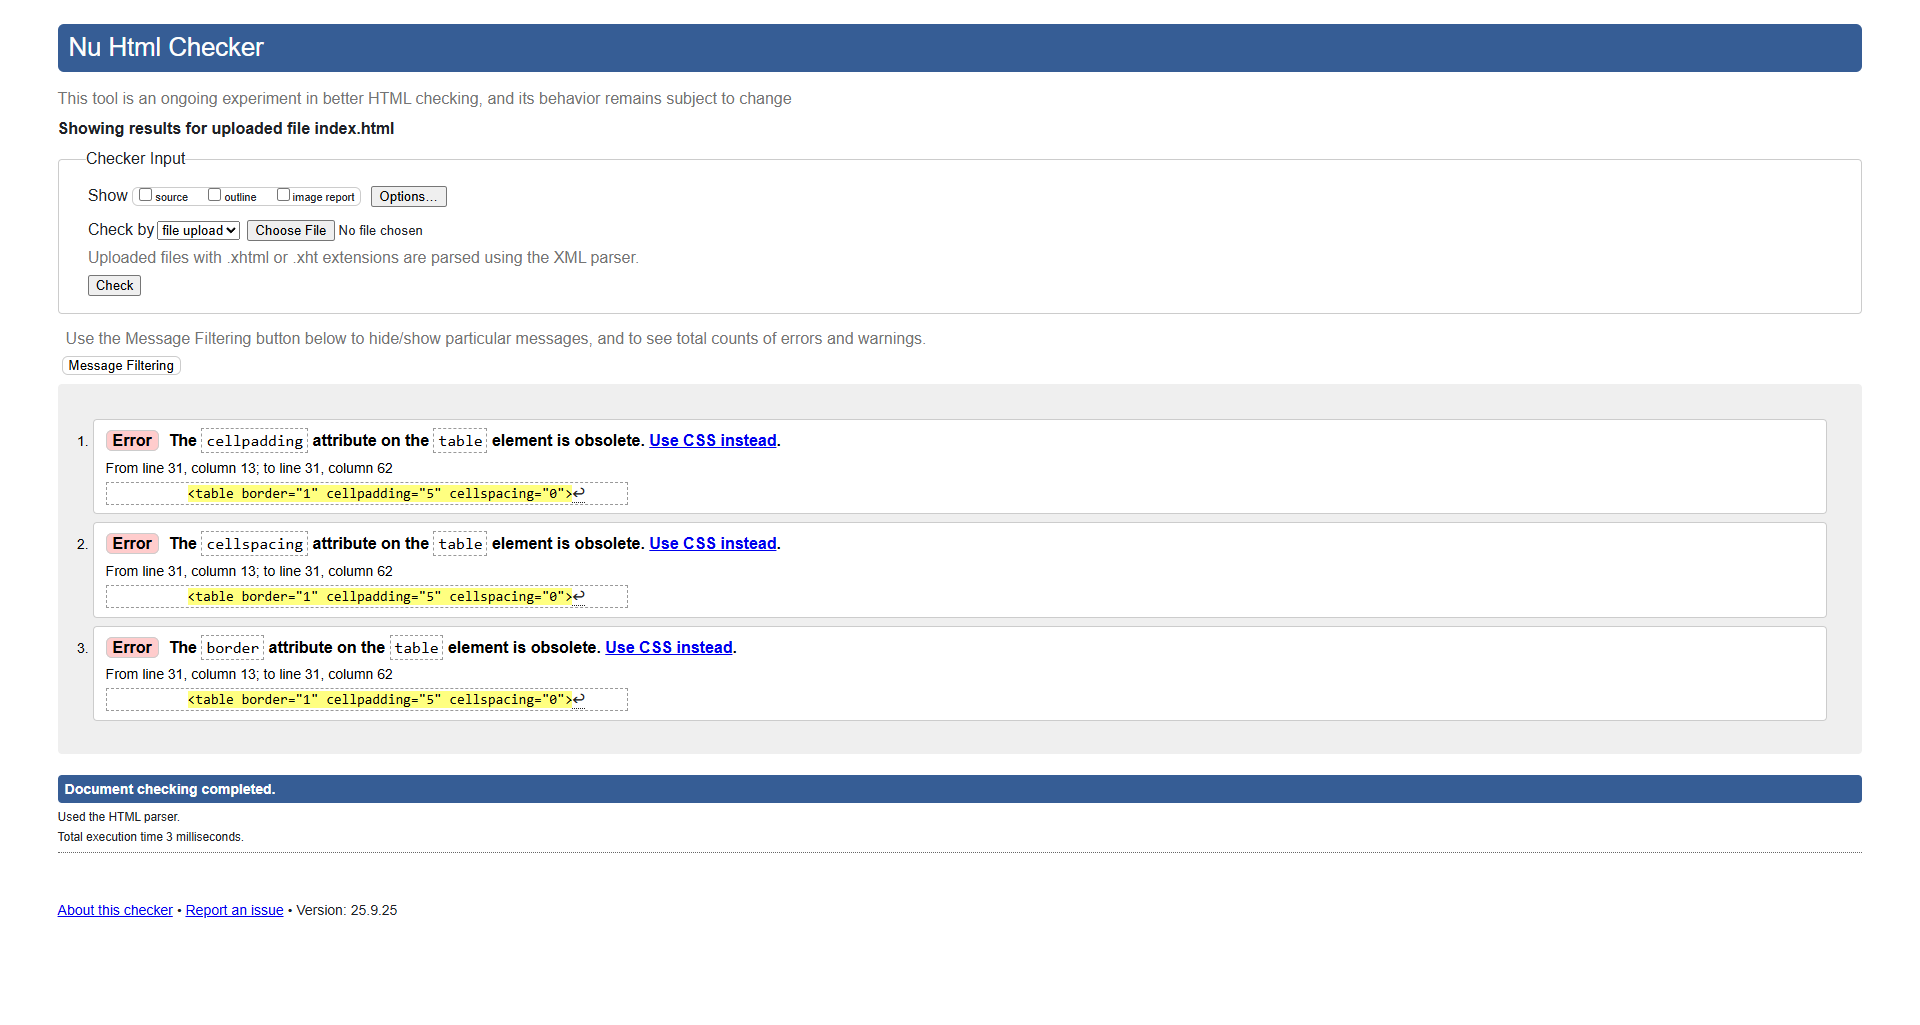 Nu Html Checker
This tool is an ongoing experiment in better HTML checking, and its behavior remains subject to change
Showing results for uploaded file index.html
Checker Input
Show source outline image report Options...
Check by file upload Choose File No file chosen
Uploaded files with .xhtml or .xht extensions are parsed using the XML parser.
Check
Use the Message Filtering button below to hide/show particular messages, and to see total counts of errors and warnings.
Message Filtering
1. Error The cellpadding attribute on the table element is obsolete. Use CSS instead.
From line 31, column 13; to line 31, column 62
<table border="1" cellpadding="5" cellspacing="0">↩
2. Error The cellspacing attribute on the table element is obsolete. Use CSS instead.
From line 31, column 13; to line 31, column 62
<table border="1" cellpadding="5" cellspacing="0">↩
3. Error The border attribute on the table element is obsolete. Use CSS instead.
From line 31, column 13; to line 31, column 62
<table border="1" cellpadding="5" cellspacing="0">↩
Document checking completed.
Used the HTML parser.
Total execution time 3 milliseconds.
About this checker • Report an issue • Version: 25.9.25